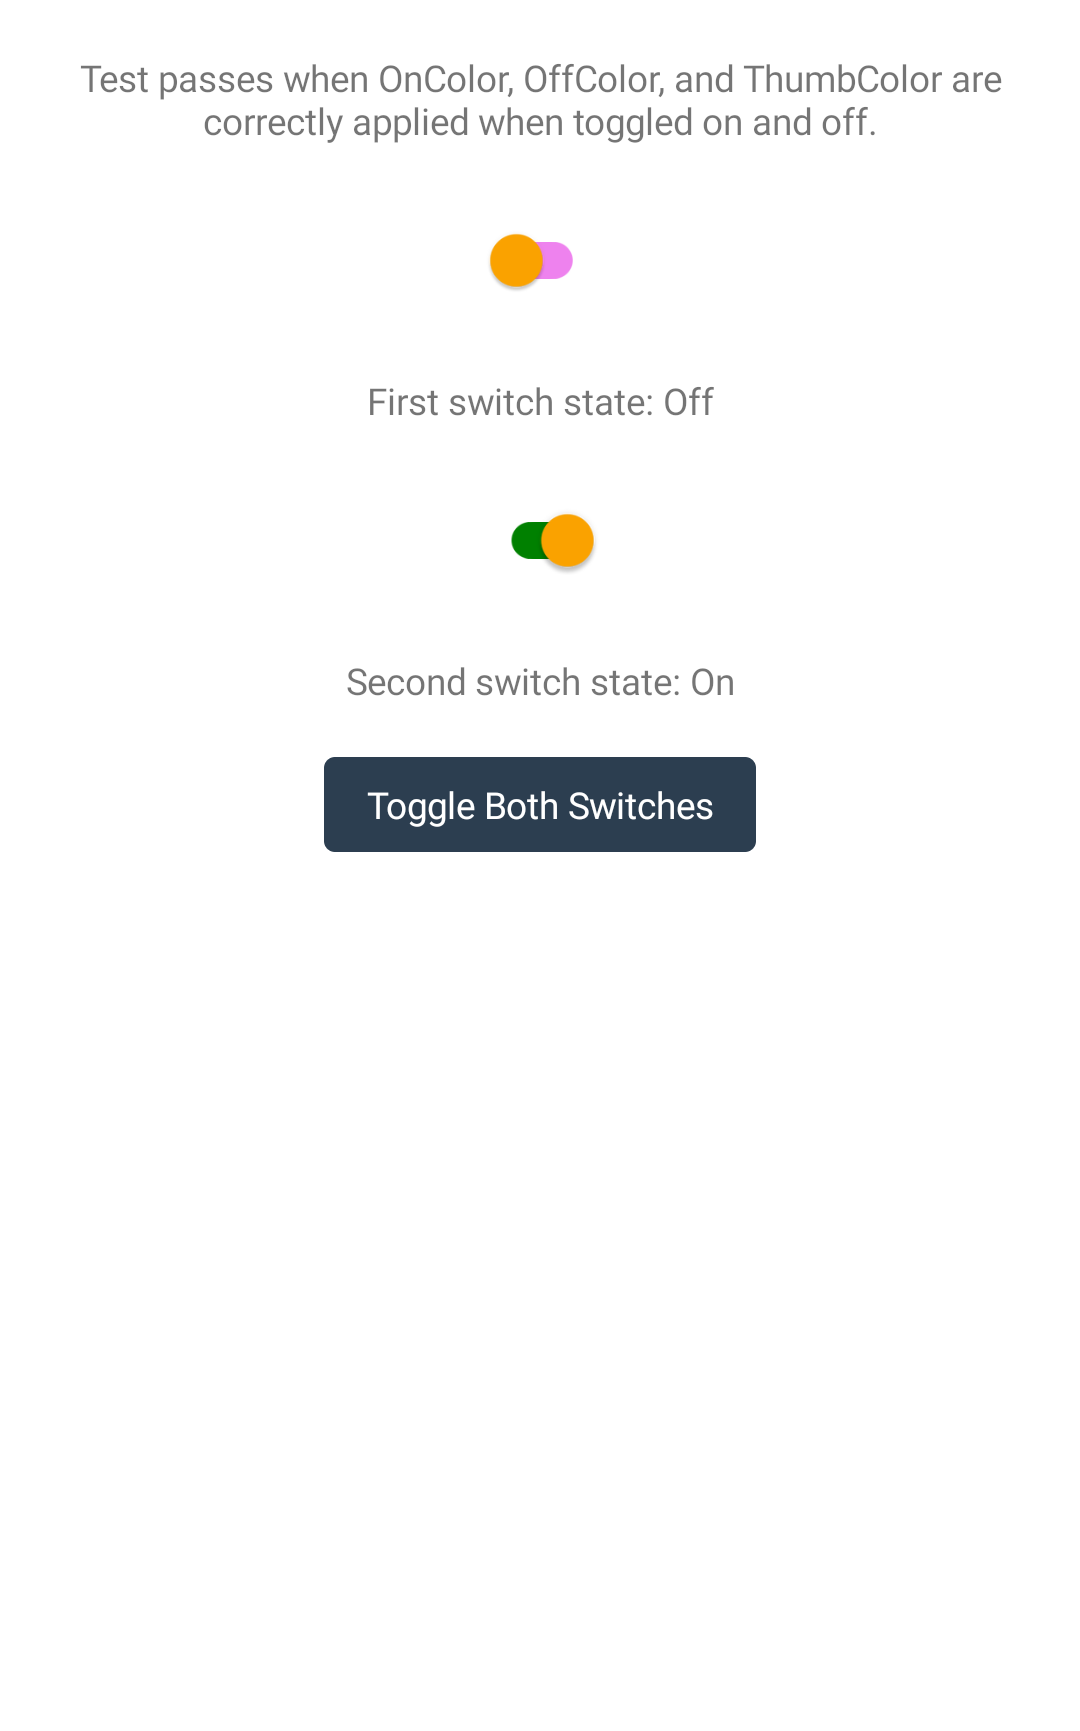 Test passes when OnColor, OffColor, and ThumbColor are
correctly applied when toggled on and off.
First switch state: Off
Second switch state: On
Toggle Both Switches